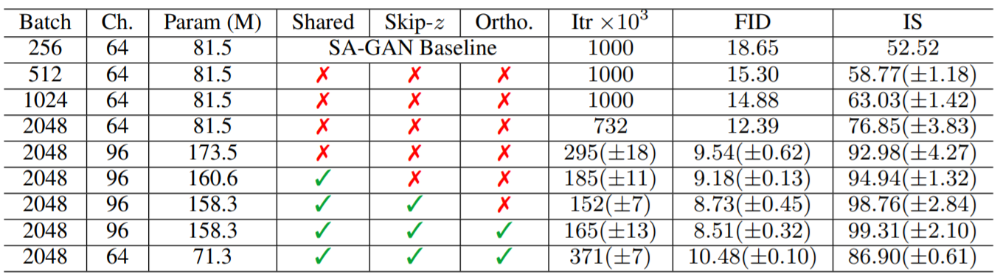 Batch Ch. Param (M) Shared Skip-z Ortho. Itr ×10³ FID IS
256 64 81.5 SA-GAN Baseline 1000 18.65 52.52
512 64 81.5 ✗ ✗ ✗ 1000 15.30 58.77(±1.18)
1024 64 81.5 ✗ ✗ ✗ 1000 14.88 63.03(±1.42)
2048 64 81.5 ✗ ✗ ✗ 732 12.39 76.85(±3.83)
2048 96 173.5 ✗ ✗ ✗ 295(±18) 9.54(±0.62) 92.98(±4.27)
2048 96 160.6 ✓ ✗ ✗ 185(±11) 9.18(±0.13) 94.94(±1.32)
2048 96 158.3 ✓ ✓ ✗ 152(±7) 8.73(±0.45) 98.76(±2.84)
2048 96 158.3 ✓ ✓ ✓ 165(±13) 8.51(±0.32) 99.31(±2.10)
2048 64 71.3 ✓ ✓ ✓ 371(±7) 10.48(±0.10) 86.90(±0.61)